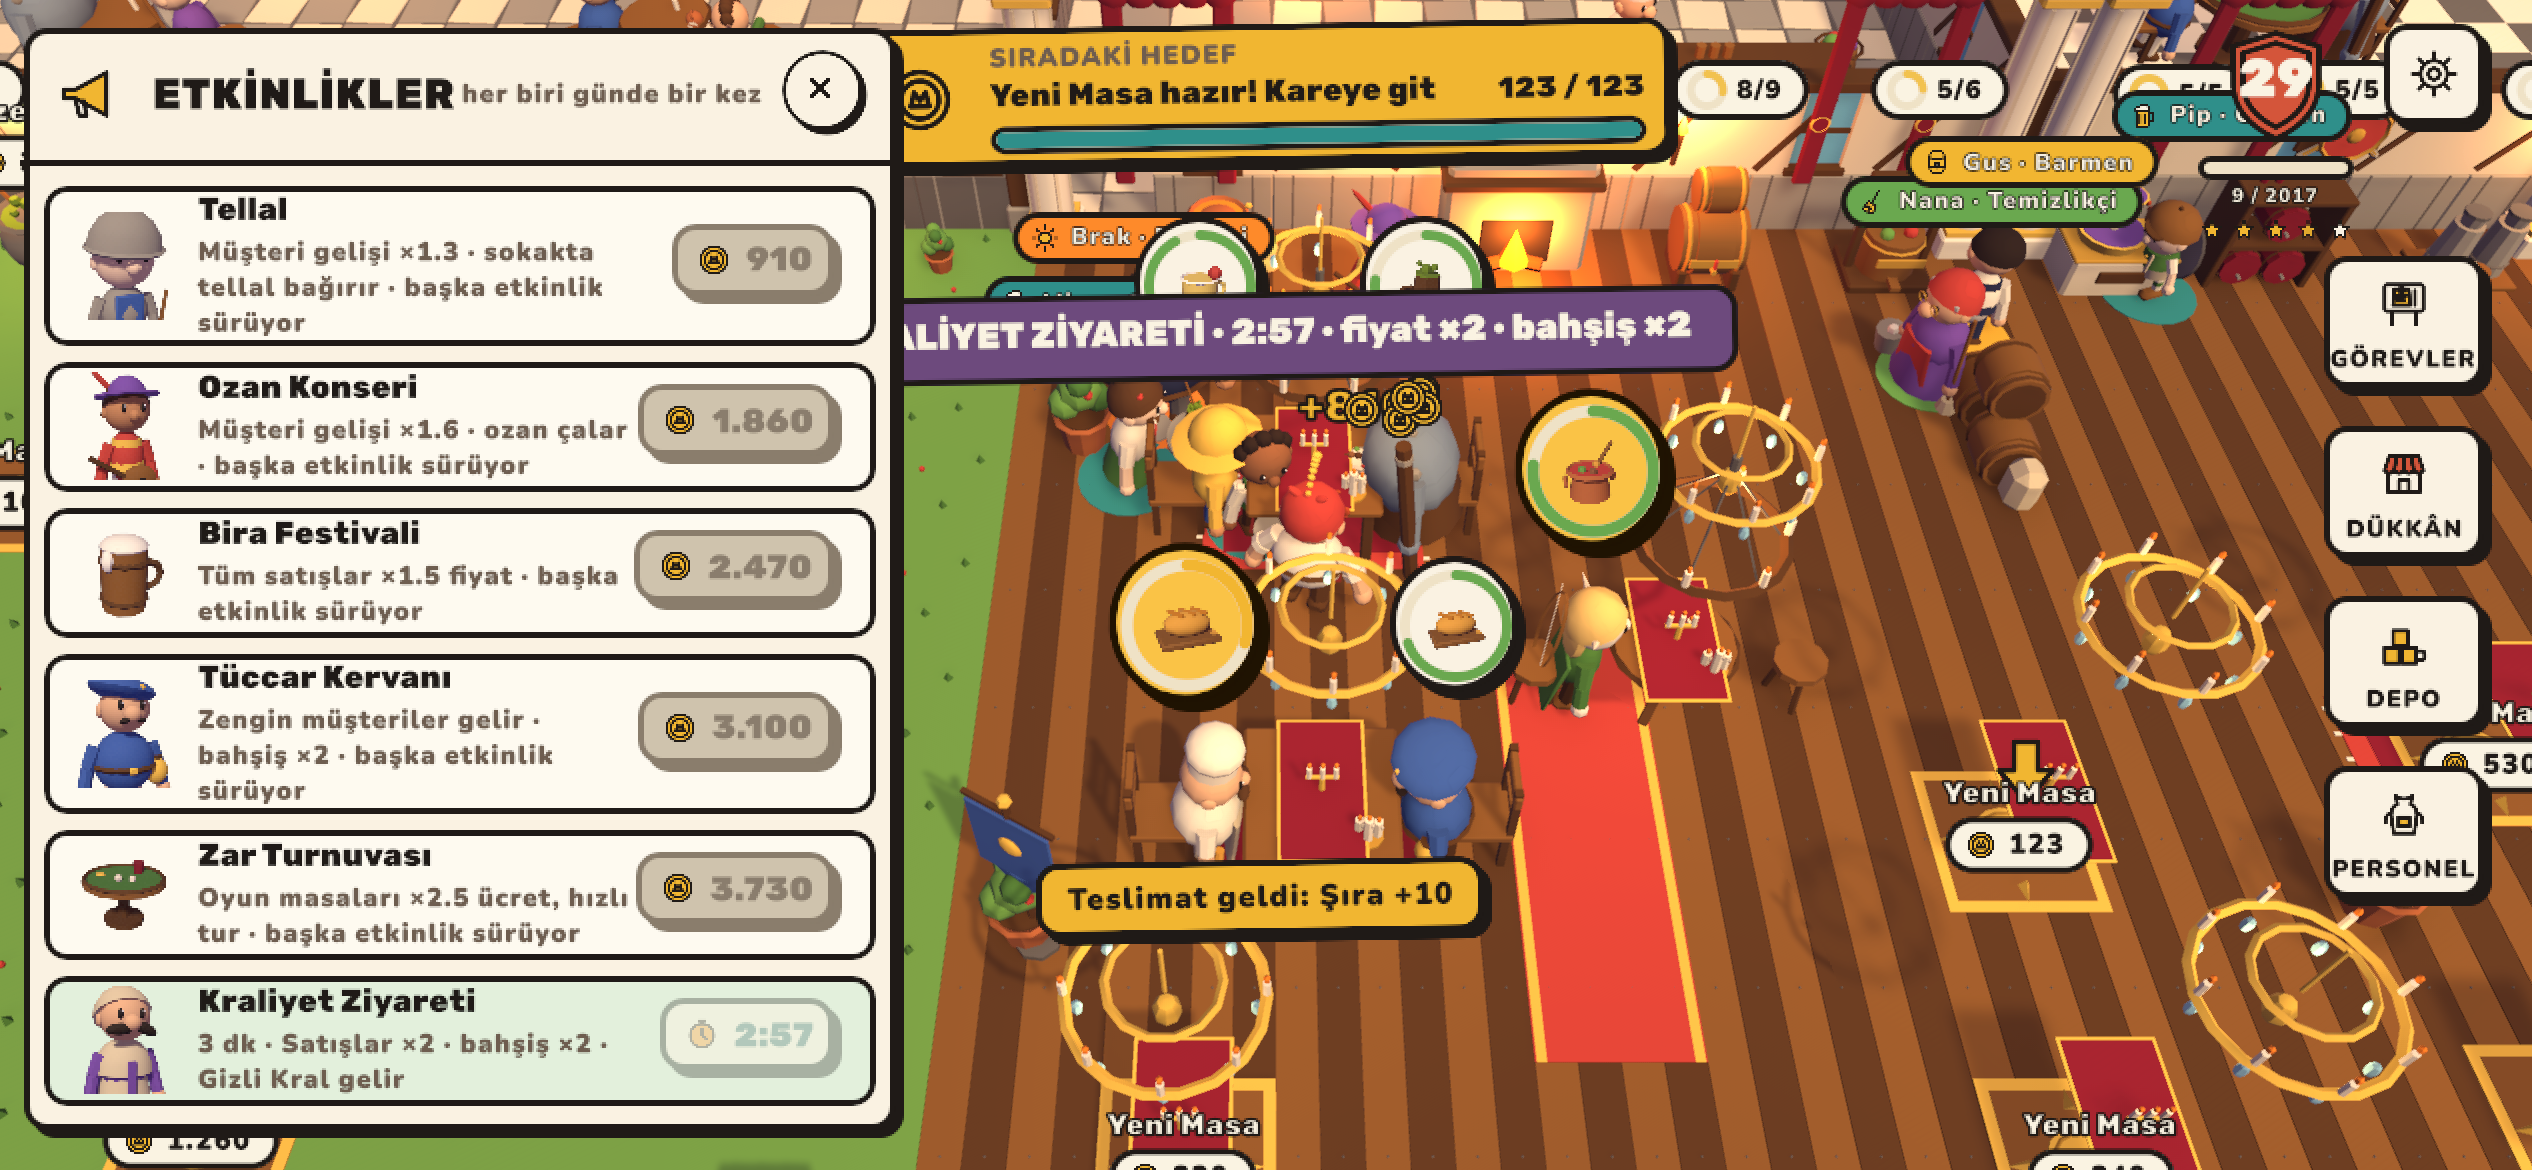 ETKİNLİKLER her biri günde bir kez
Tellal
Müşteri gelişi ×1.3 · sokakta
tellal bağırır · başka etkinlik
sürüyor
910
Ozan Konseri
Müşteri gelişi ×1.6 · ozan çalar
· başka etkinlik sürüyor
1.860
Bira Festivali
Tüm satışlar ×1.5 fiyat · başka
etkinlik sürüyor
2.470
Tüccar Kervanı
Zengin müşteriler gelir ·
bahşiş ×2 · başka etkinlik
sürüyor
3.100
Zar Turnuvası
Oyun masaları ×2.5 ücret, hızlı
tur · başka etkinlik sürüyor
3.730
Kraliyet Ziyareti
3 dk · Satışlar ×2 · bahşiş ×2 ·
Gizli Kral gelir
2:57
SIRADAKİ HEDEF
Yeni Masa hazır! Kareye git 123 / 123
8/9
5/6
5/5
29
Pip ·
Gus · Barmen
Nana · Temizlikçi
9 / 2017
Brak ·
ALİYET ZİYARETİ · 2:57 · fiyat ×2 · bahşiş ×2
+8
GÖREVLER
DÜKKÂN
DEPO
PERSONEL
Yeni Masa
123
530
Teslimat geldi: Şıra +10
Yeni Masa
Yeni Masa
1.260